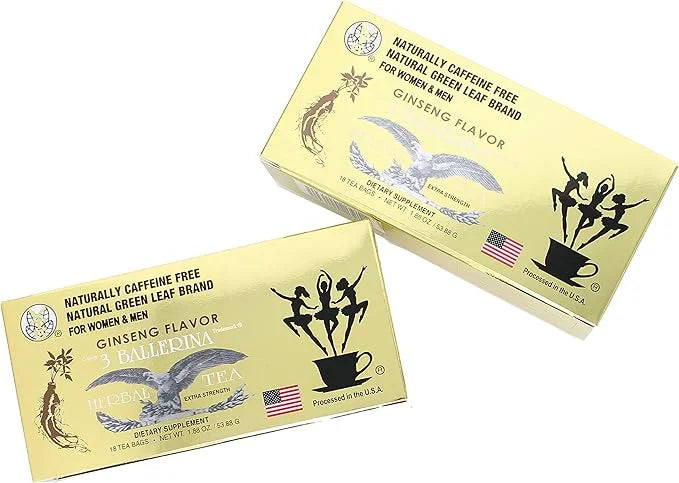 NATURALLY CAFFEINE FREE
NATURAL GREEN LEAF BRAND
FOR WOMEN & MEN
GINSENG FLAVOR
EXTRA STRENGTH
DIETARY SUPPLEMENT
18 TEA BAGS • NET WT. 1.88 OZ. / 53.88 G
Processed in the U.S.A.
®
NATURALLY CAFFEINE FREE
NATURAL GREEN LEAF BRAND
FOR WOMEN & MEN
GINSENG FLAVOR
3 BALLERINA Trademark ®
HERBAL TEA
EXTRA STRENGTH
DIETARY SUPPLEMENT
18 TEA BAGS • NET WT. 1.88 OZ. / 53.88 G
Processed in the U.S.A.
®